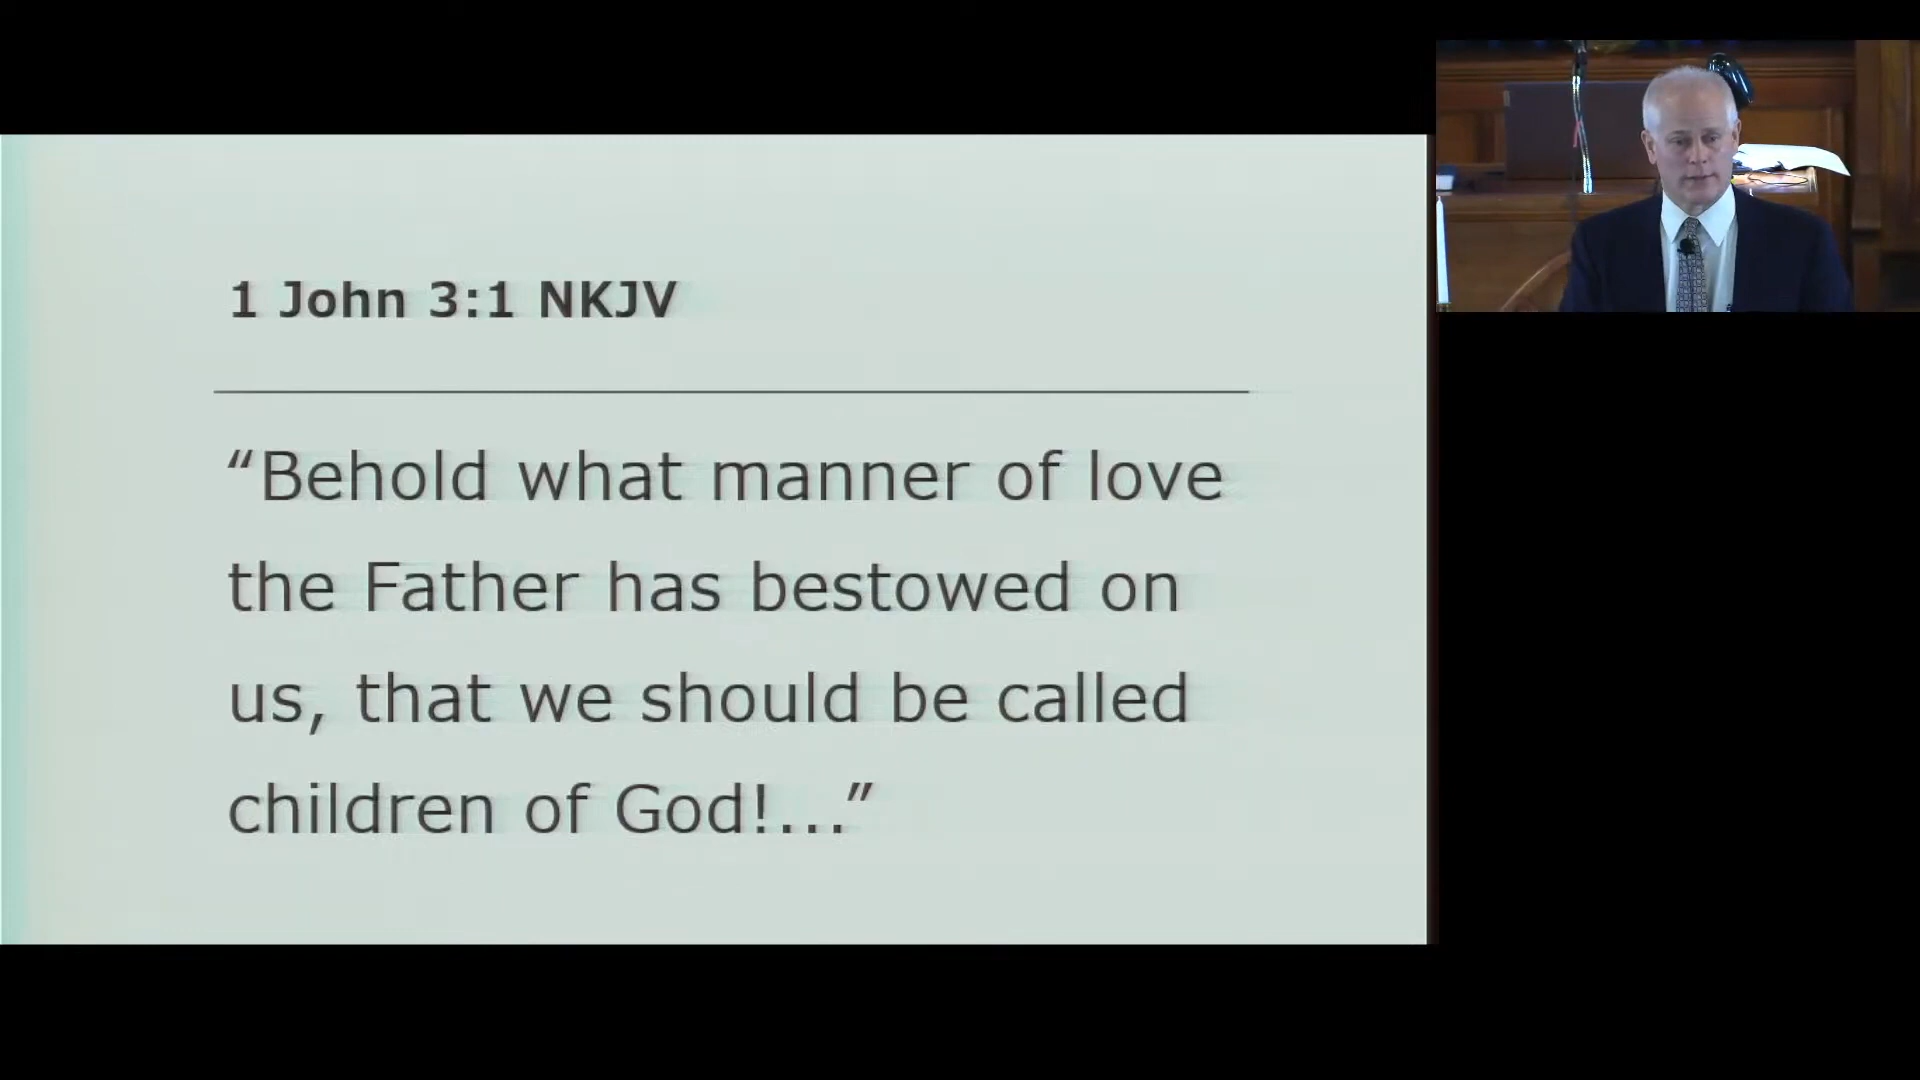 1 John 3:1 NKJV
“Behold what manner of love
the Father has bestowed on
us, that we should be called
children of God!...”